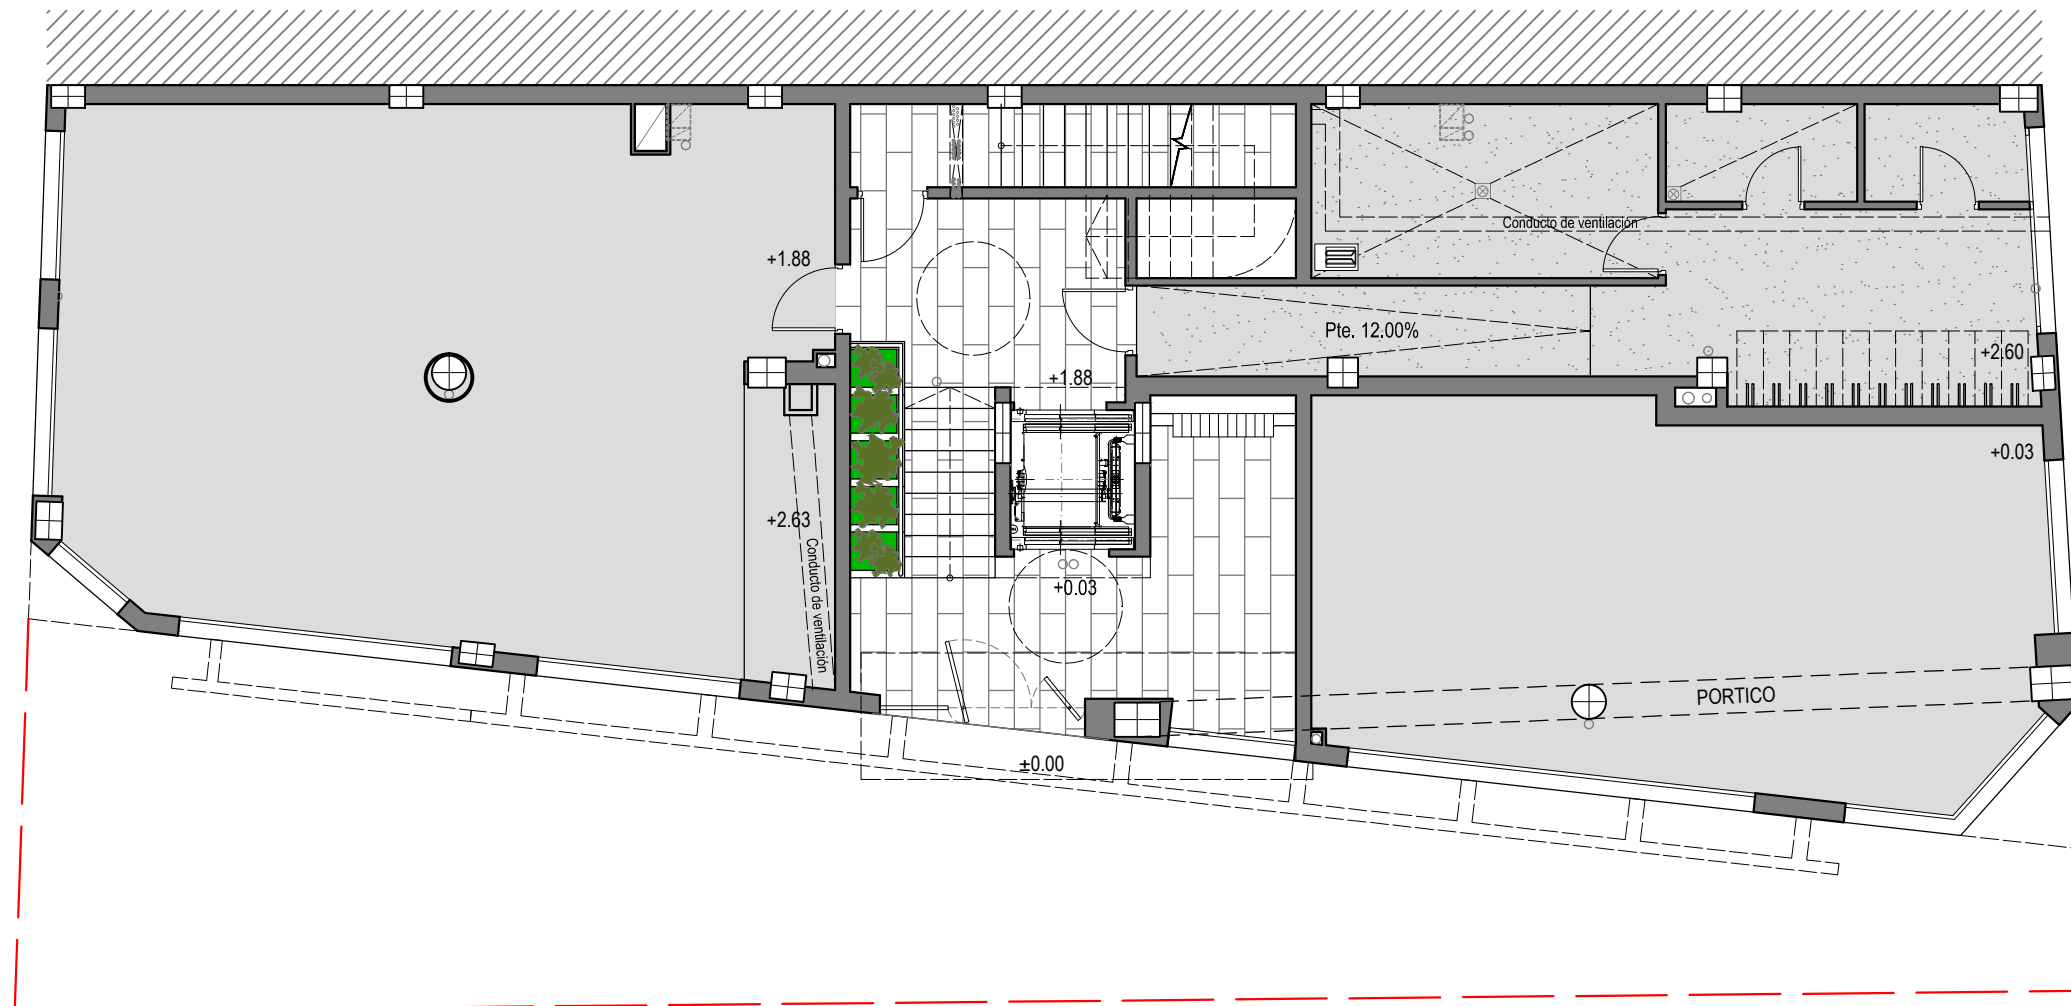 Conducto de ventilación
+1.88
Pte. 12.00%
+2.60
+1.88
+0.03
+2.63
Conducto de ventilación
+0.03
PORTICO
±0.00